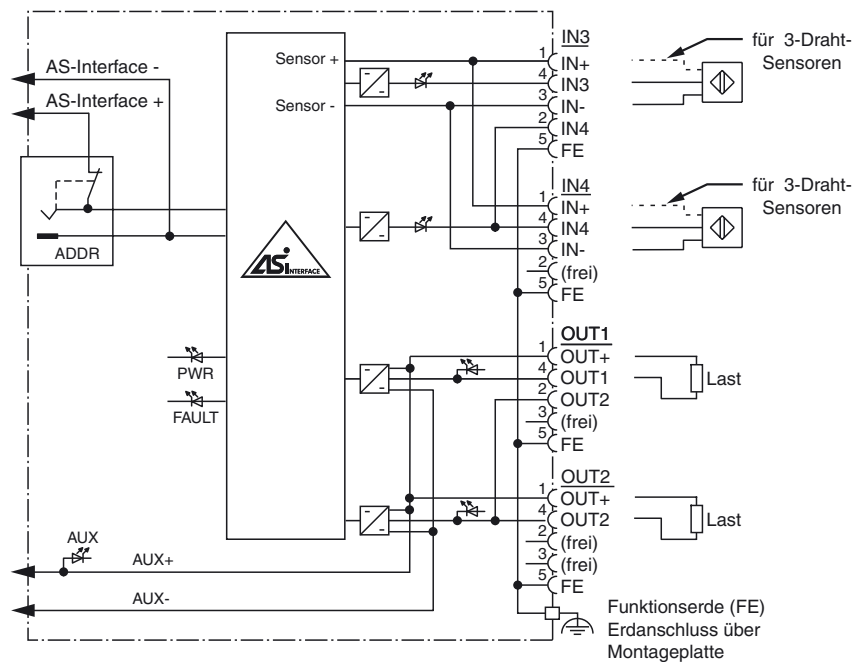 AS-Interface -
AS-Interface +
ADDR
PWR
FAULT
AUX
AUX+
AUX-
Sensor +
Sensor -
ASi INTERFACE
IN3
1 IN+
4 IN3
3 IN-
2 IN4
5 FE
für 3-Draht-
Sensoren
IN4
1 IN+
4 IN4
3 IN-
2 (frei)
5 FE
für 3-Draht-
Sensoren
OUT1
1 OUT+
4 OUT1
2 OUT2
3 (frei)
5 FE
Last
OUT2
1 OUT+
4 OUT2
2 (frei)
3 (frei)
5 FE
Last
Funktionserde (FE)
Erdanschluss über
Montageplatte